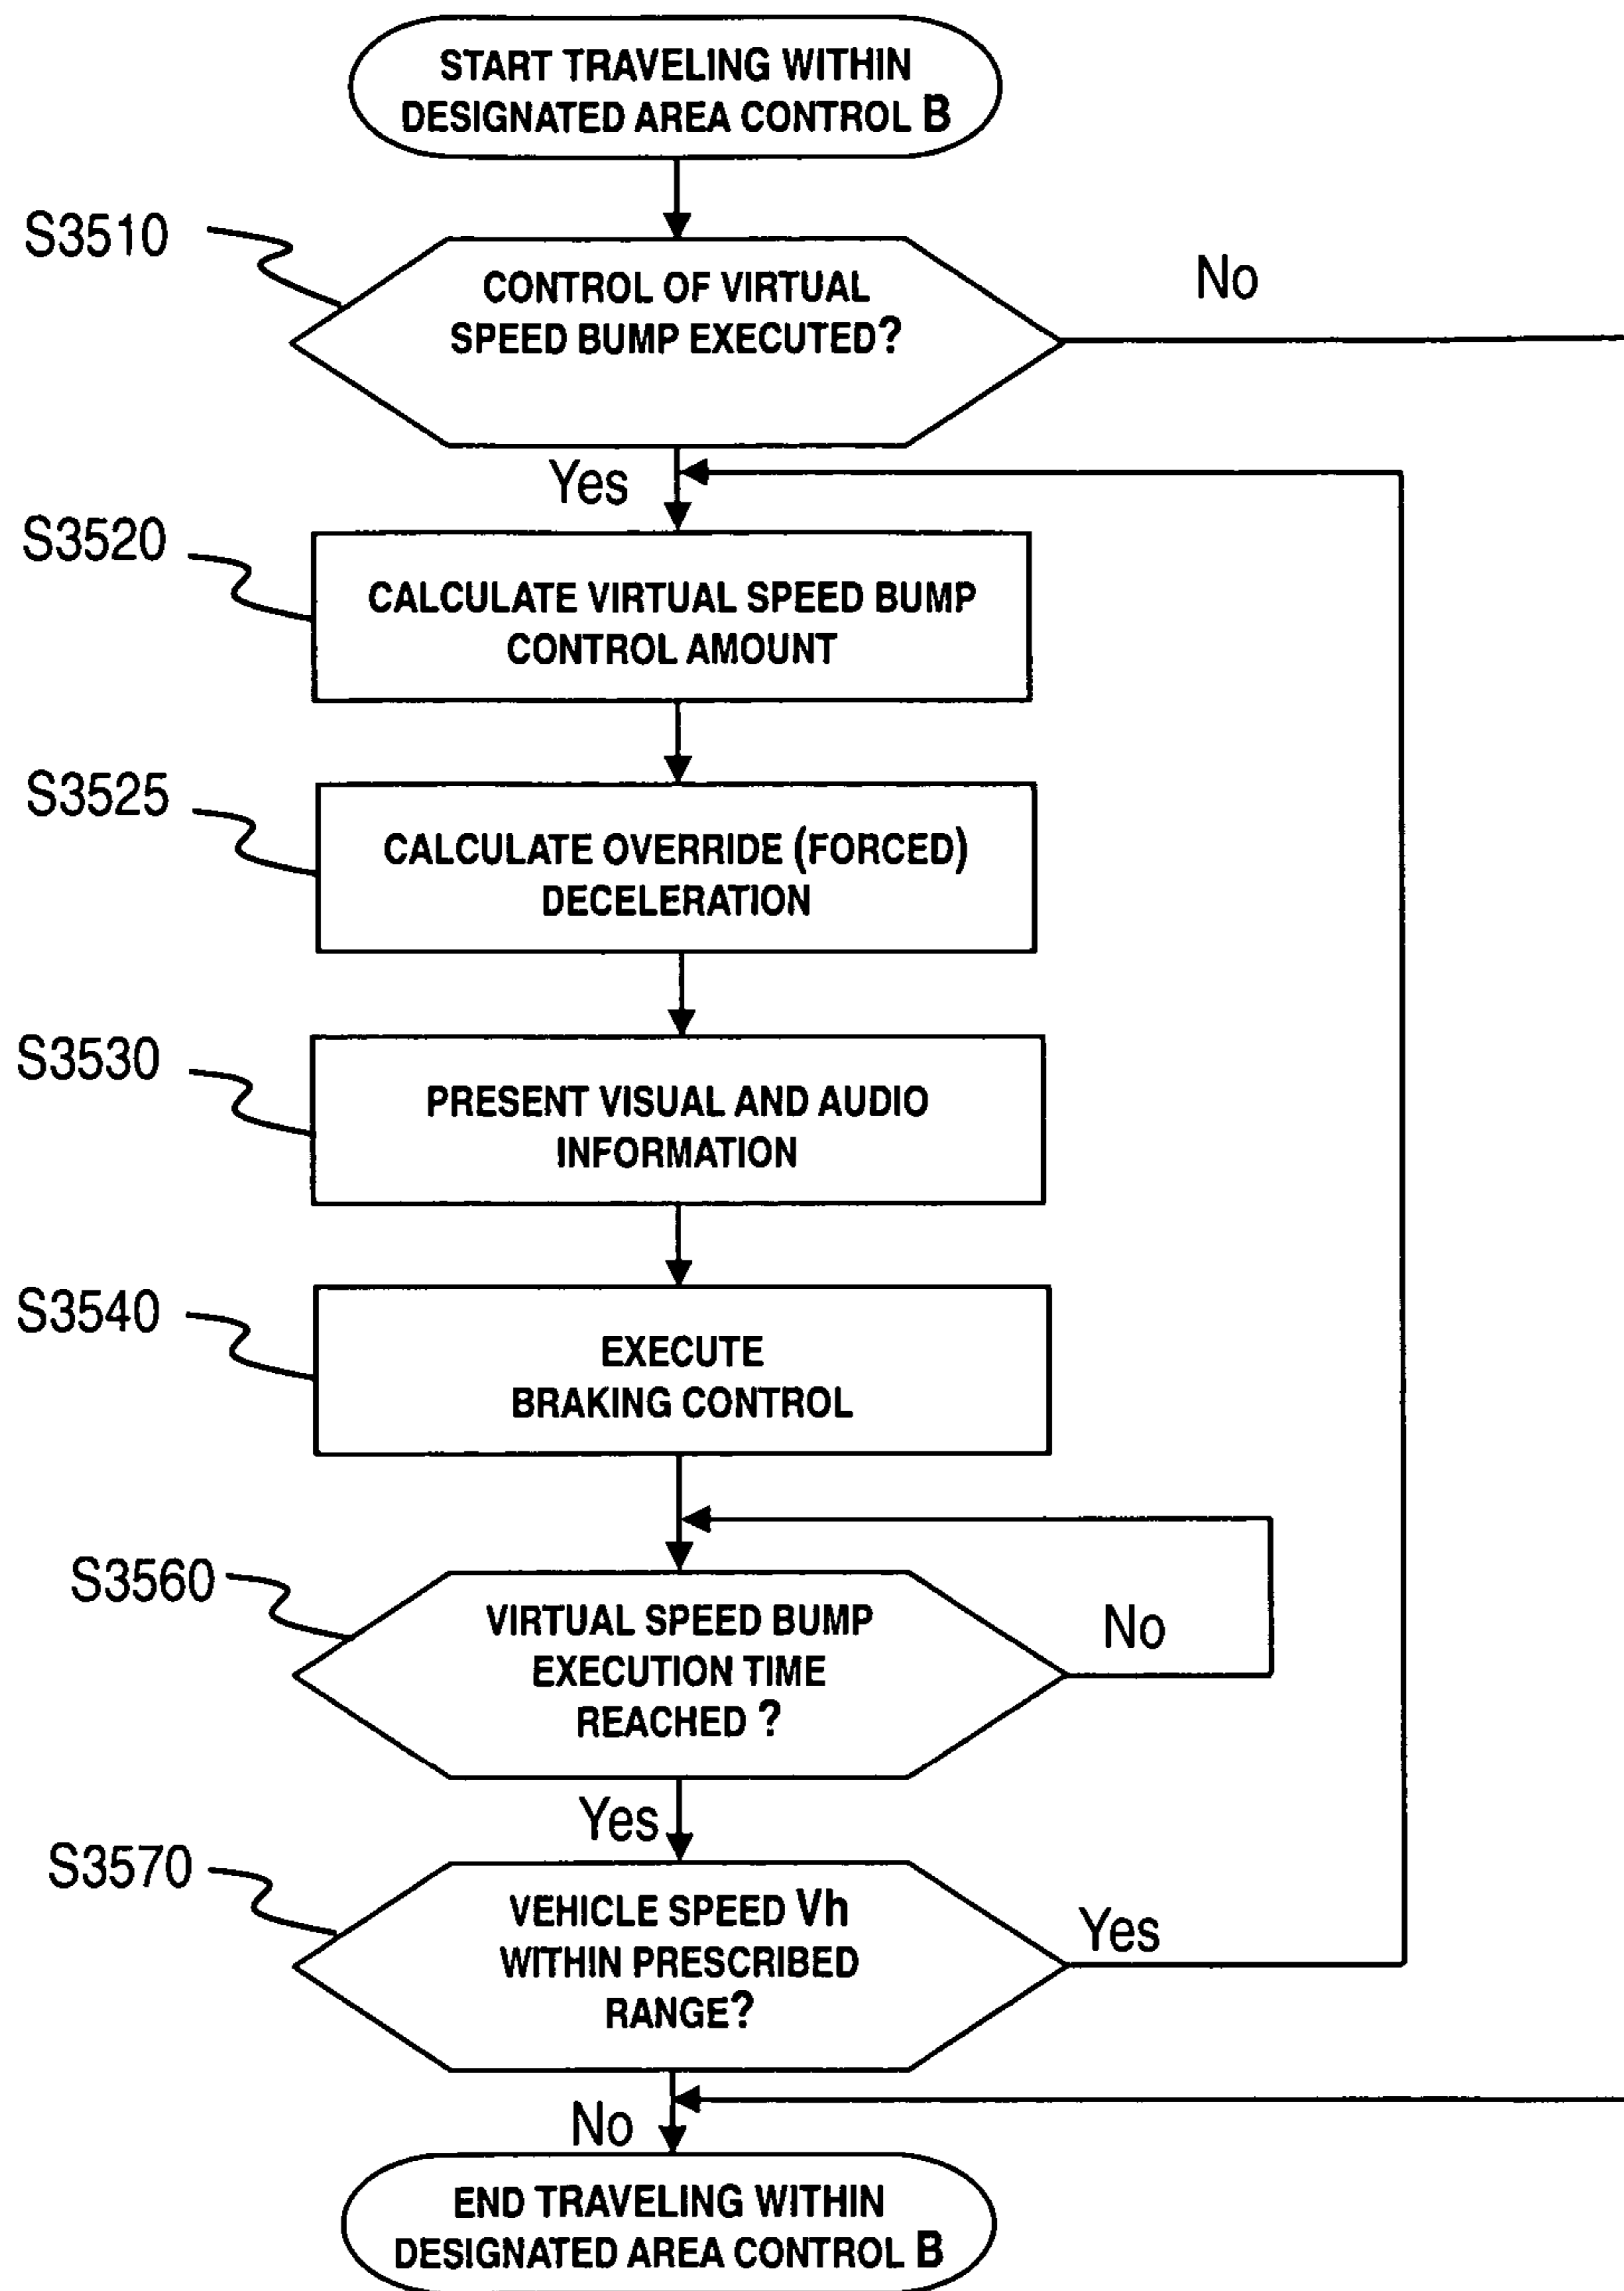 START TRAVELING WITHIN
DESIGNATED AREA CONTROL B
S3510
CONTROL OF VIRTUAL
SPEED BUMP EXECUTED?
No
Yes
S3520
CALCULATE VIRTUAL SPEED BUMP
CONTROL AMOUNT
S3525
CALCULATE OVERRIDE (FORCED)
DECELERATION
S3530
PRESENT VISUAL AND AUDIO
INFORMATION
S3540
EXECUTE
BRAKING CONTROL
S3560
VIRTUAL SPEED BUMP
EXECUTION TIME
REACHED ?
No
Yes
S3570
VEHICLE SPEED Vh
WITHIN PRESCRIBED
RANGE?
Yes
No
END TRAVELING WITHIN
DESIGNATED AREA CONTROL B